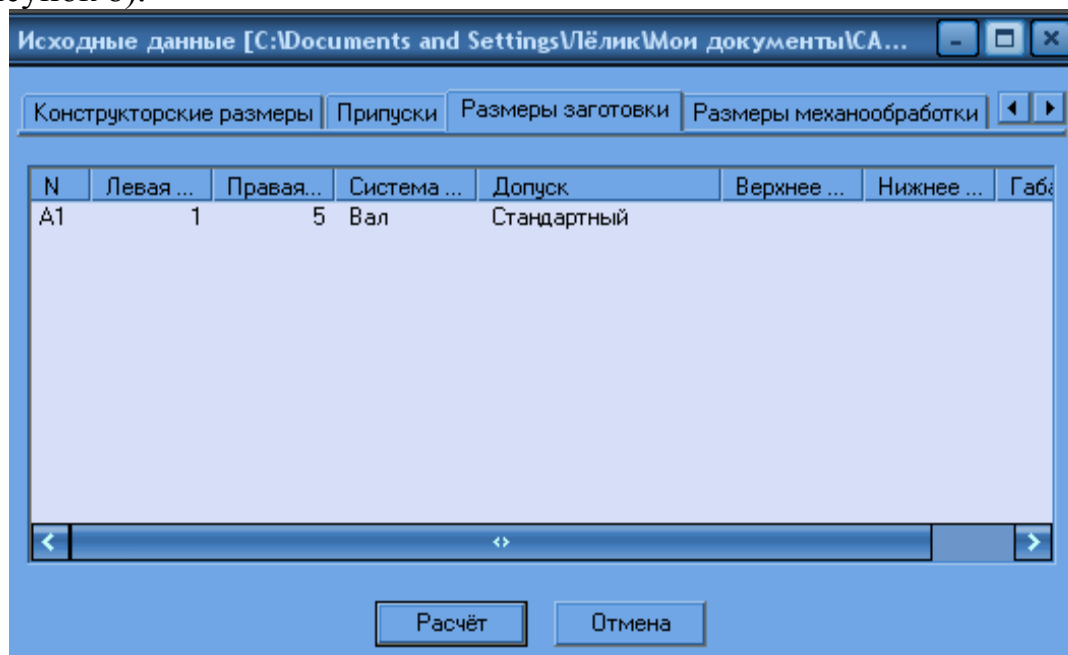 Исходные данные [C:\Documents and Settings\Лёлик\Мои документы\СА...
Конструкторские размеры Припуски Размеры заготовки Размеры механообработки
N Левая ... Правая... Система ... Допуск Верхнее ... Нижнее ...
A1 1 5 Вал Стандартный
Расчёт Отмена